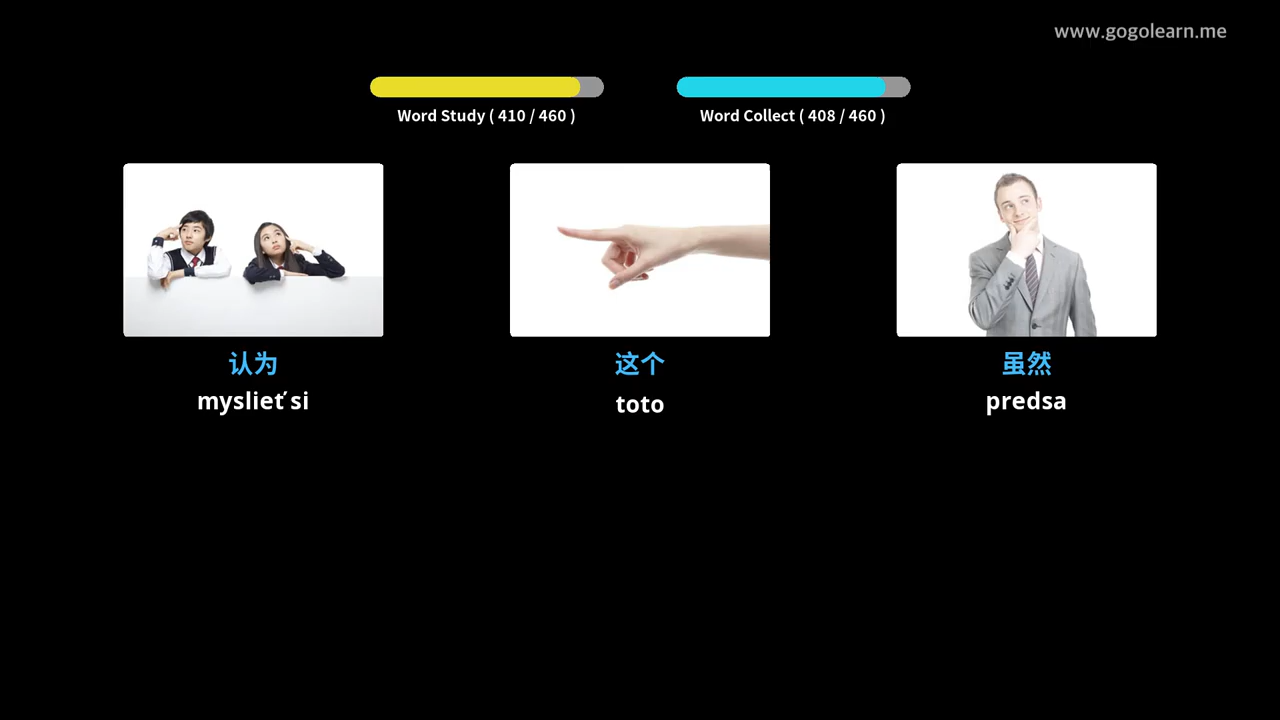 www.gogolearn.me
Word Study ( 410 / 460 )
Word Collect ( 408 / 460 )
认为
这个
虽然
myslieť si
toto
predsa